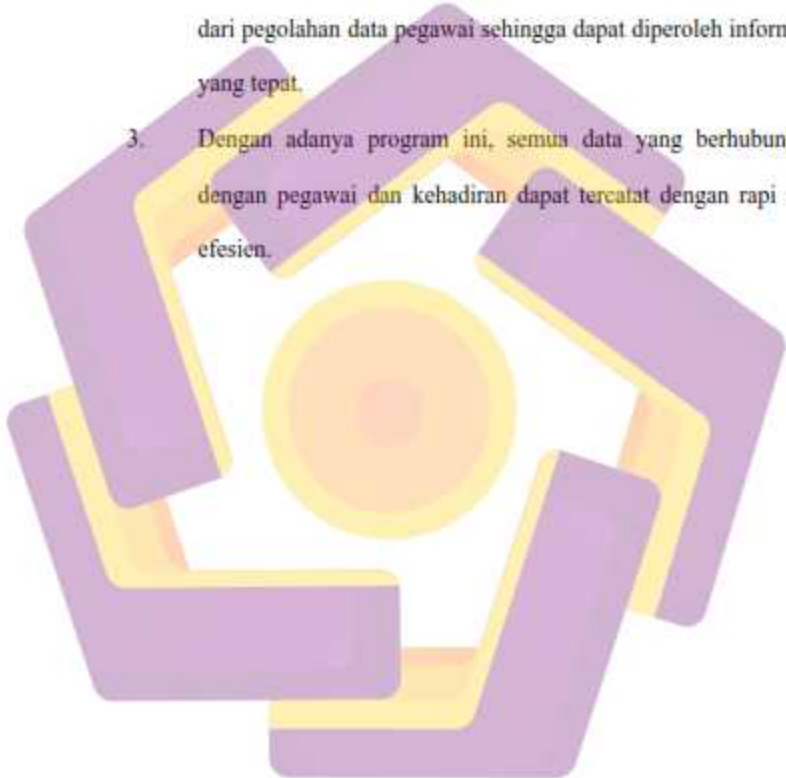 dari pegolahan data pegawai sehingga dapat diperoleh inforn
yang tepat.
3. Dengan adanya program ini, semua data yang berhubun
dengan pegawai dan kehadiran dapat tercatat dengan rapi
efesien.